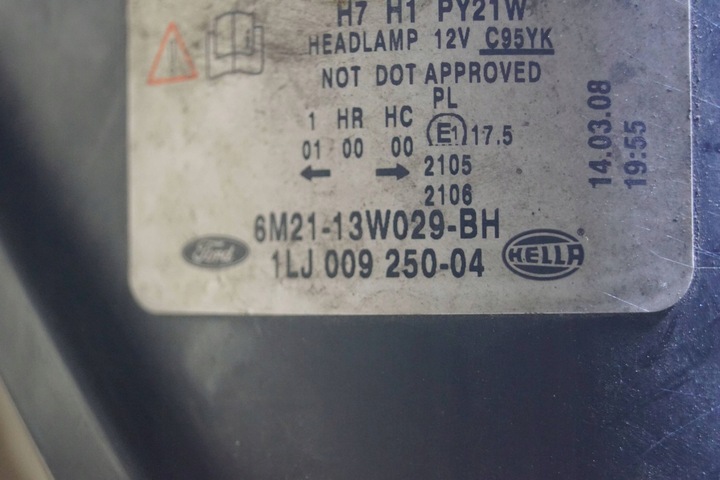 H7 H1 PY21W
HEADLAMP 12V C95YK
NOT DOT APPROVED
PL
1 HR HC E1 17.5
01 00 00
2105
2106
6M21-13W029-BH
1LJ 009 250-04
Ford
HELLA
14.03.08
19:55